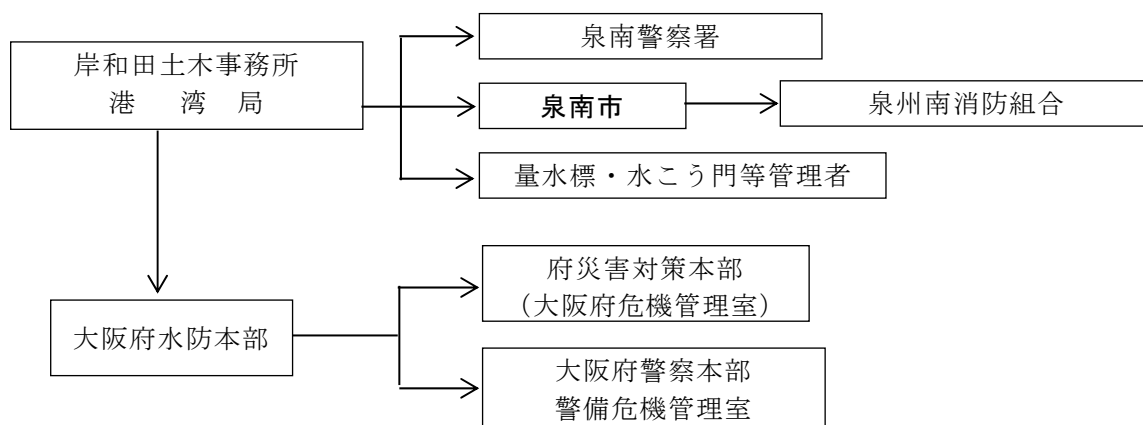 岸和田土木事務所
港　湾　局
泉南警察署
泉南市
泉州南消防組合
量水標・水こう門等管理者
大阪府水防本部
府災害対策本部
（大阪府危機管理室）
大阪府警察本部
警備危機管理室